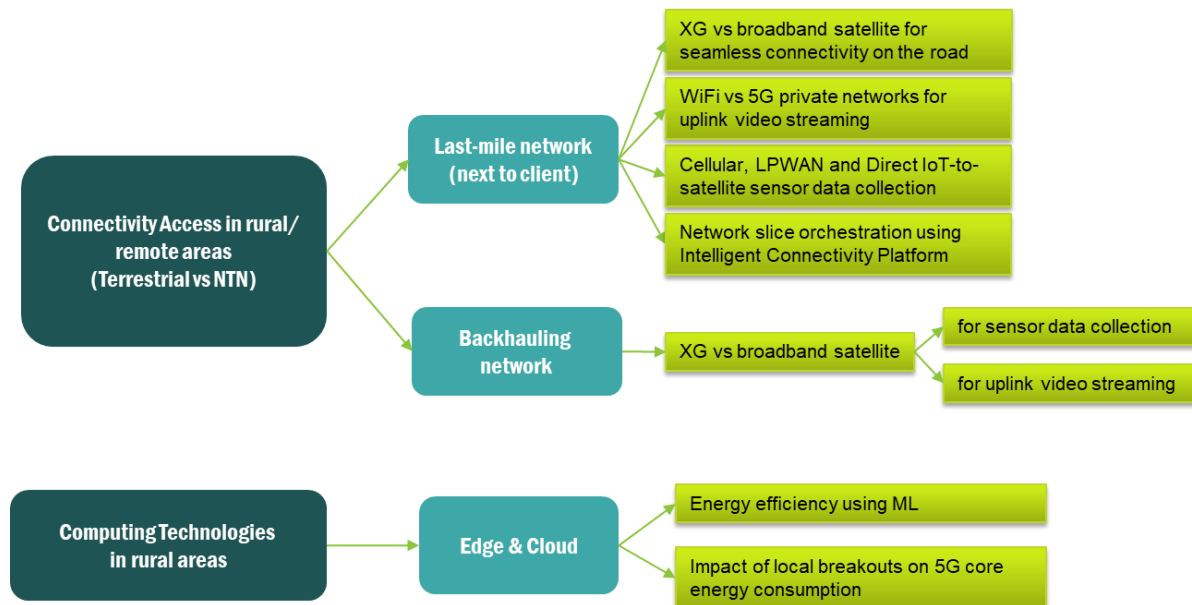 Connectivity Access in rural/
remote areas
(Terrestrial vs NTN)
Last-mile network
(next to client)
XG vs broadband satellite for
seamless connectivity on the road
WiFi vs 5G private networks for
uplink video streaming
Cellular, LPWAN and Direct IoT-to-
satellite sensor data collection
Network slice orchestration using
Intelligent Connectivity Platform
Backhauling
network
XG vs broadband satellite
for sensor data collection
for uplink video streaming
Computing Technologies
in rural areas
Edge & Cloud
Energy efficiency using ML
Impact of local breakouts on 5G core
energy consumption